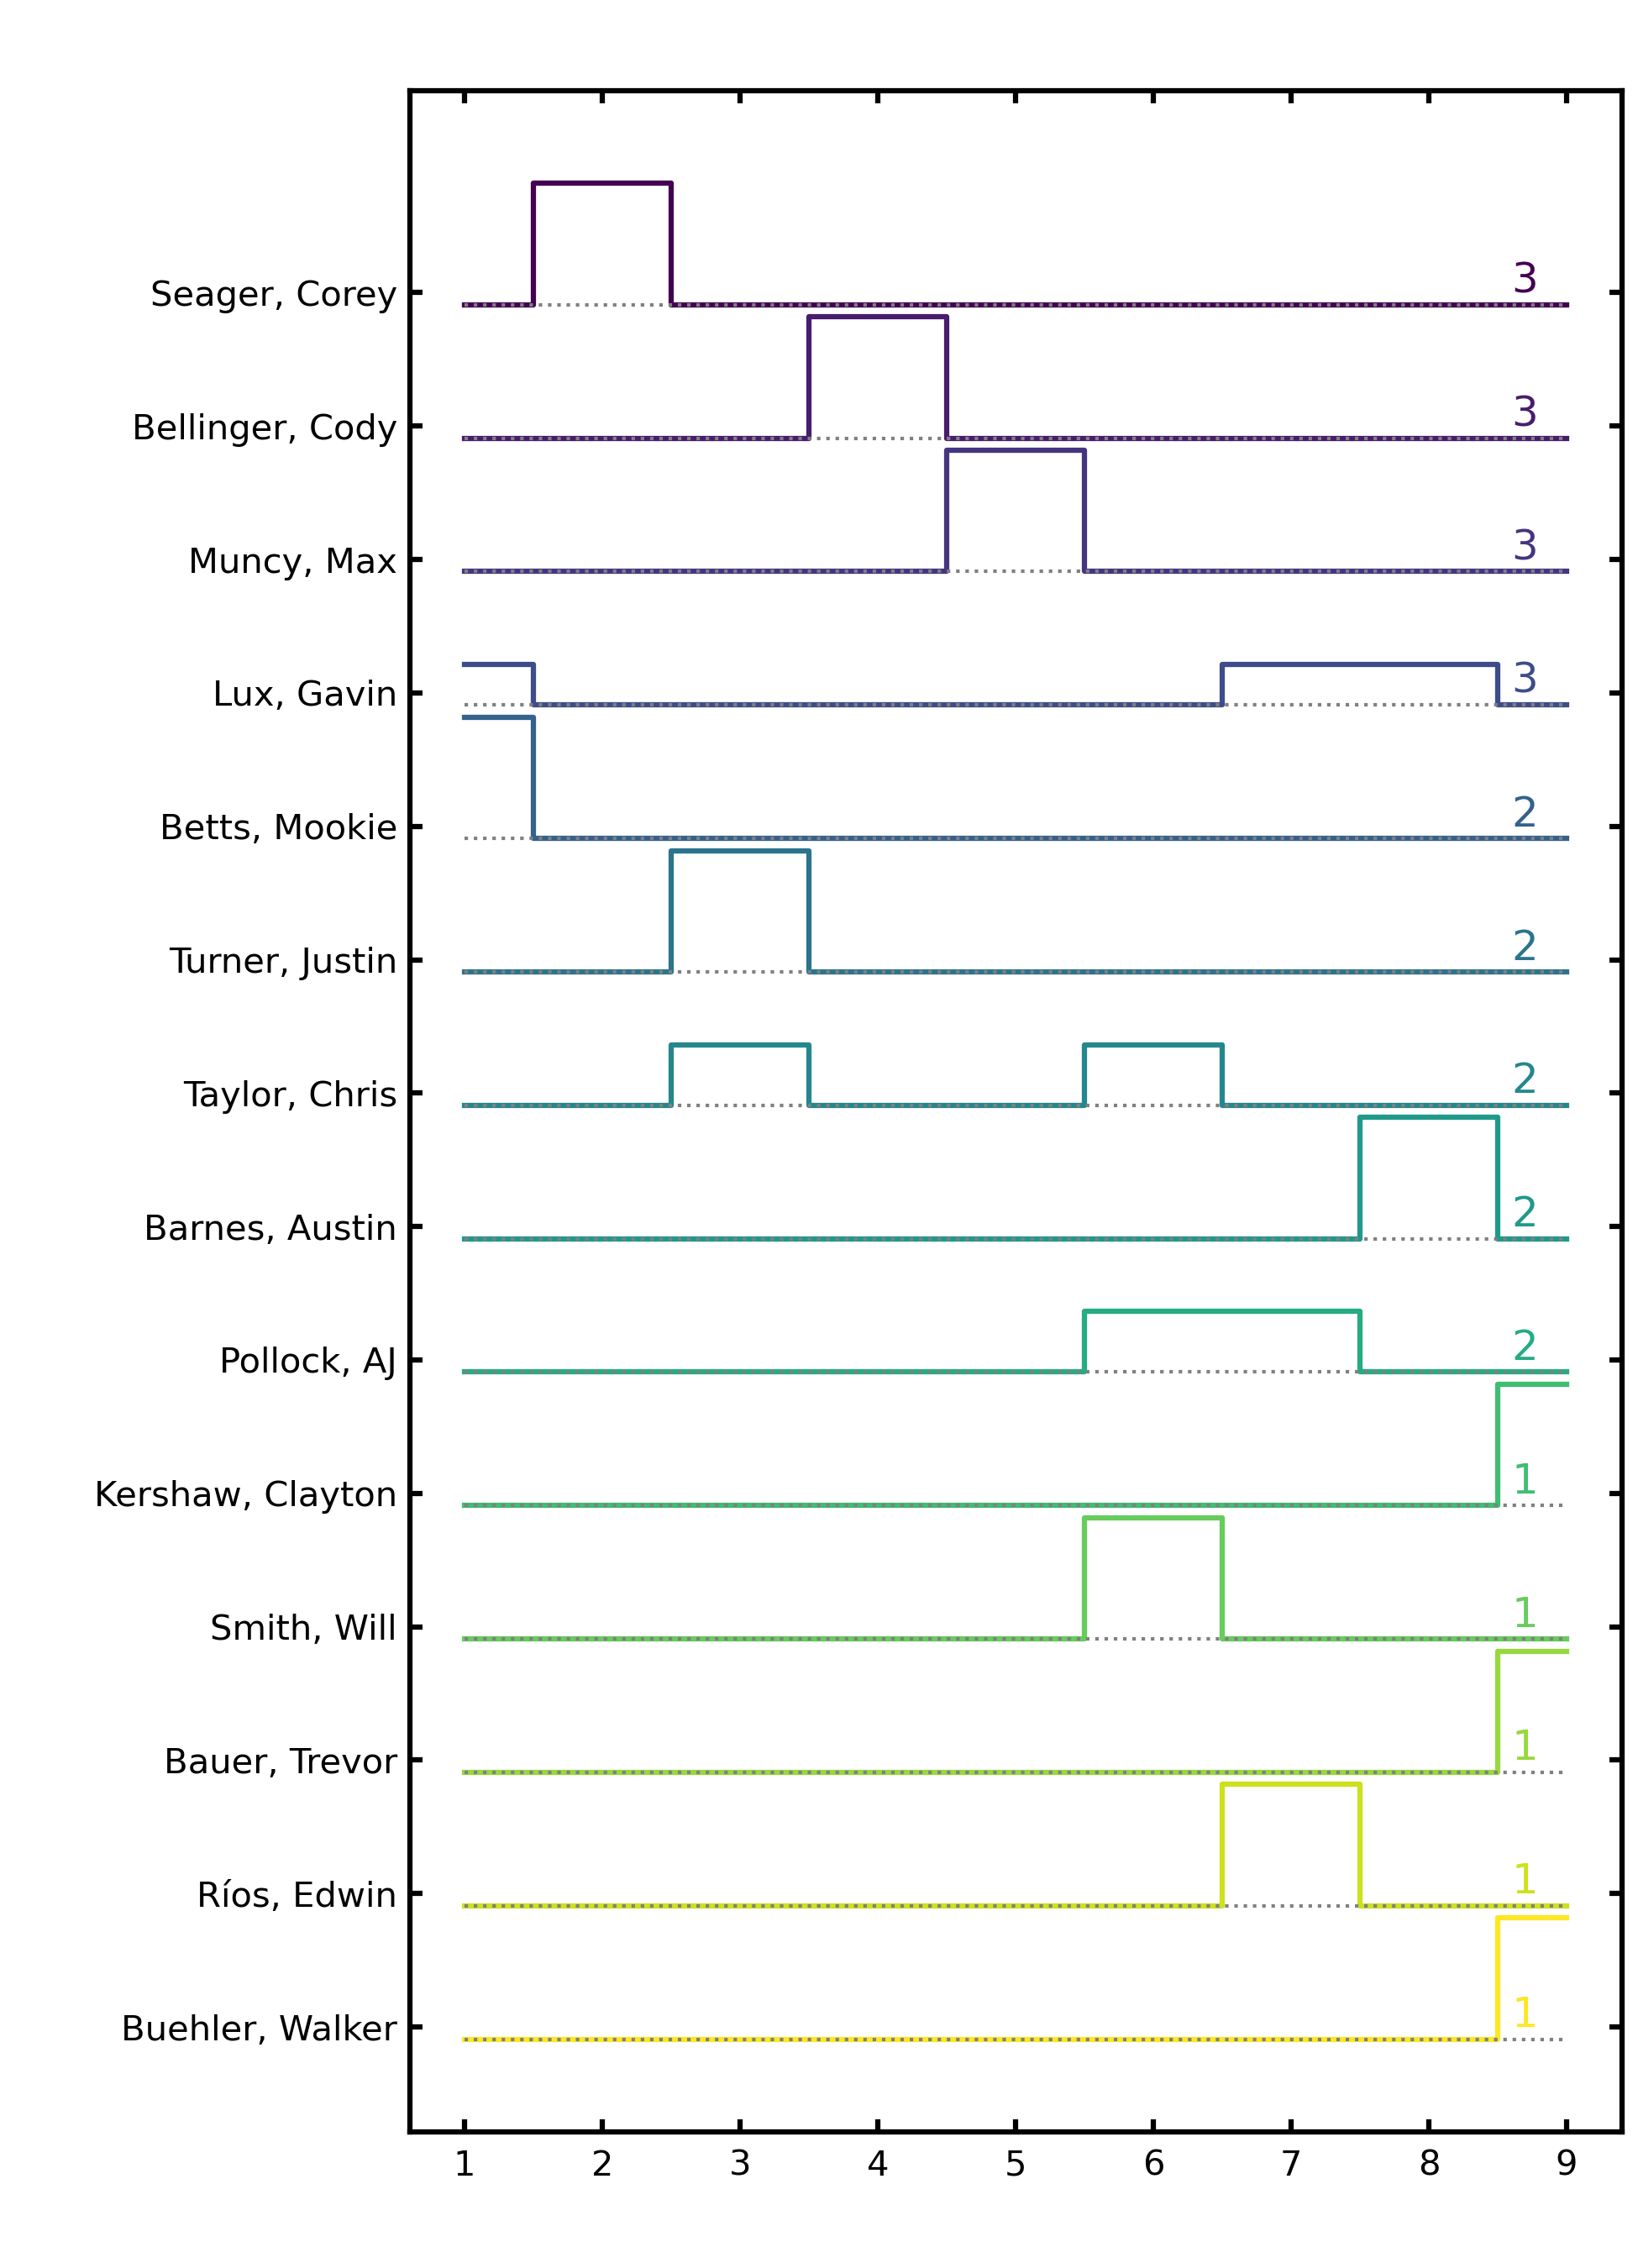 Seager, Corey 3
Bellinger, Cody 3
Muncy, Max 3
Lux, Gavin 3
Betts, Mookie 2
Turner, Justin 2
Taylor, Chris 2
Barnes, Austin 2
Pollock, AJ 2
Kershaw, Clayton 1
Smith, Will 1
Bauer, Trevor 1
Ríos, Edwin 1
Buehler, Walker 1
1 2 3 4 5 6 7 8 9